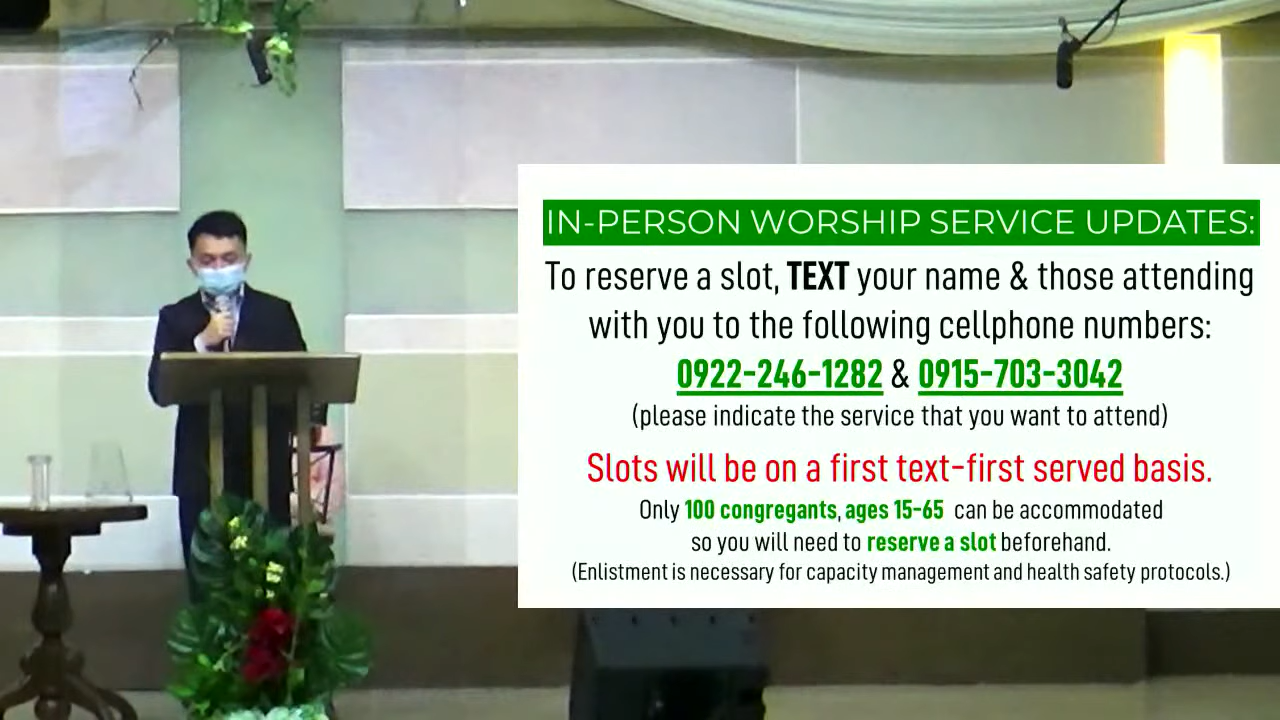 IN-PERSON WORSHIP SERVICE UPDATES:
To reserve a slot, TEXT your name & those attending
with you to the following cellphone numbers:
0922-246-1282 & 0915-703-3042
(please indicate the service that you want to attend)
Slots will be on a first text-first served basis.
Only 100 congregants, ages 15-65 can be accommodated
so you will need to reserve a slot beforehand.
(Enlistment is necessary for capacity management and health safety protocols.)